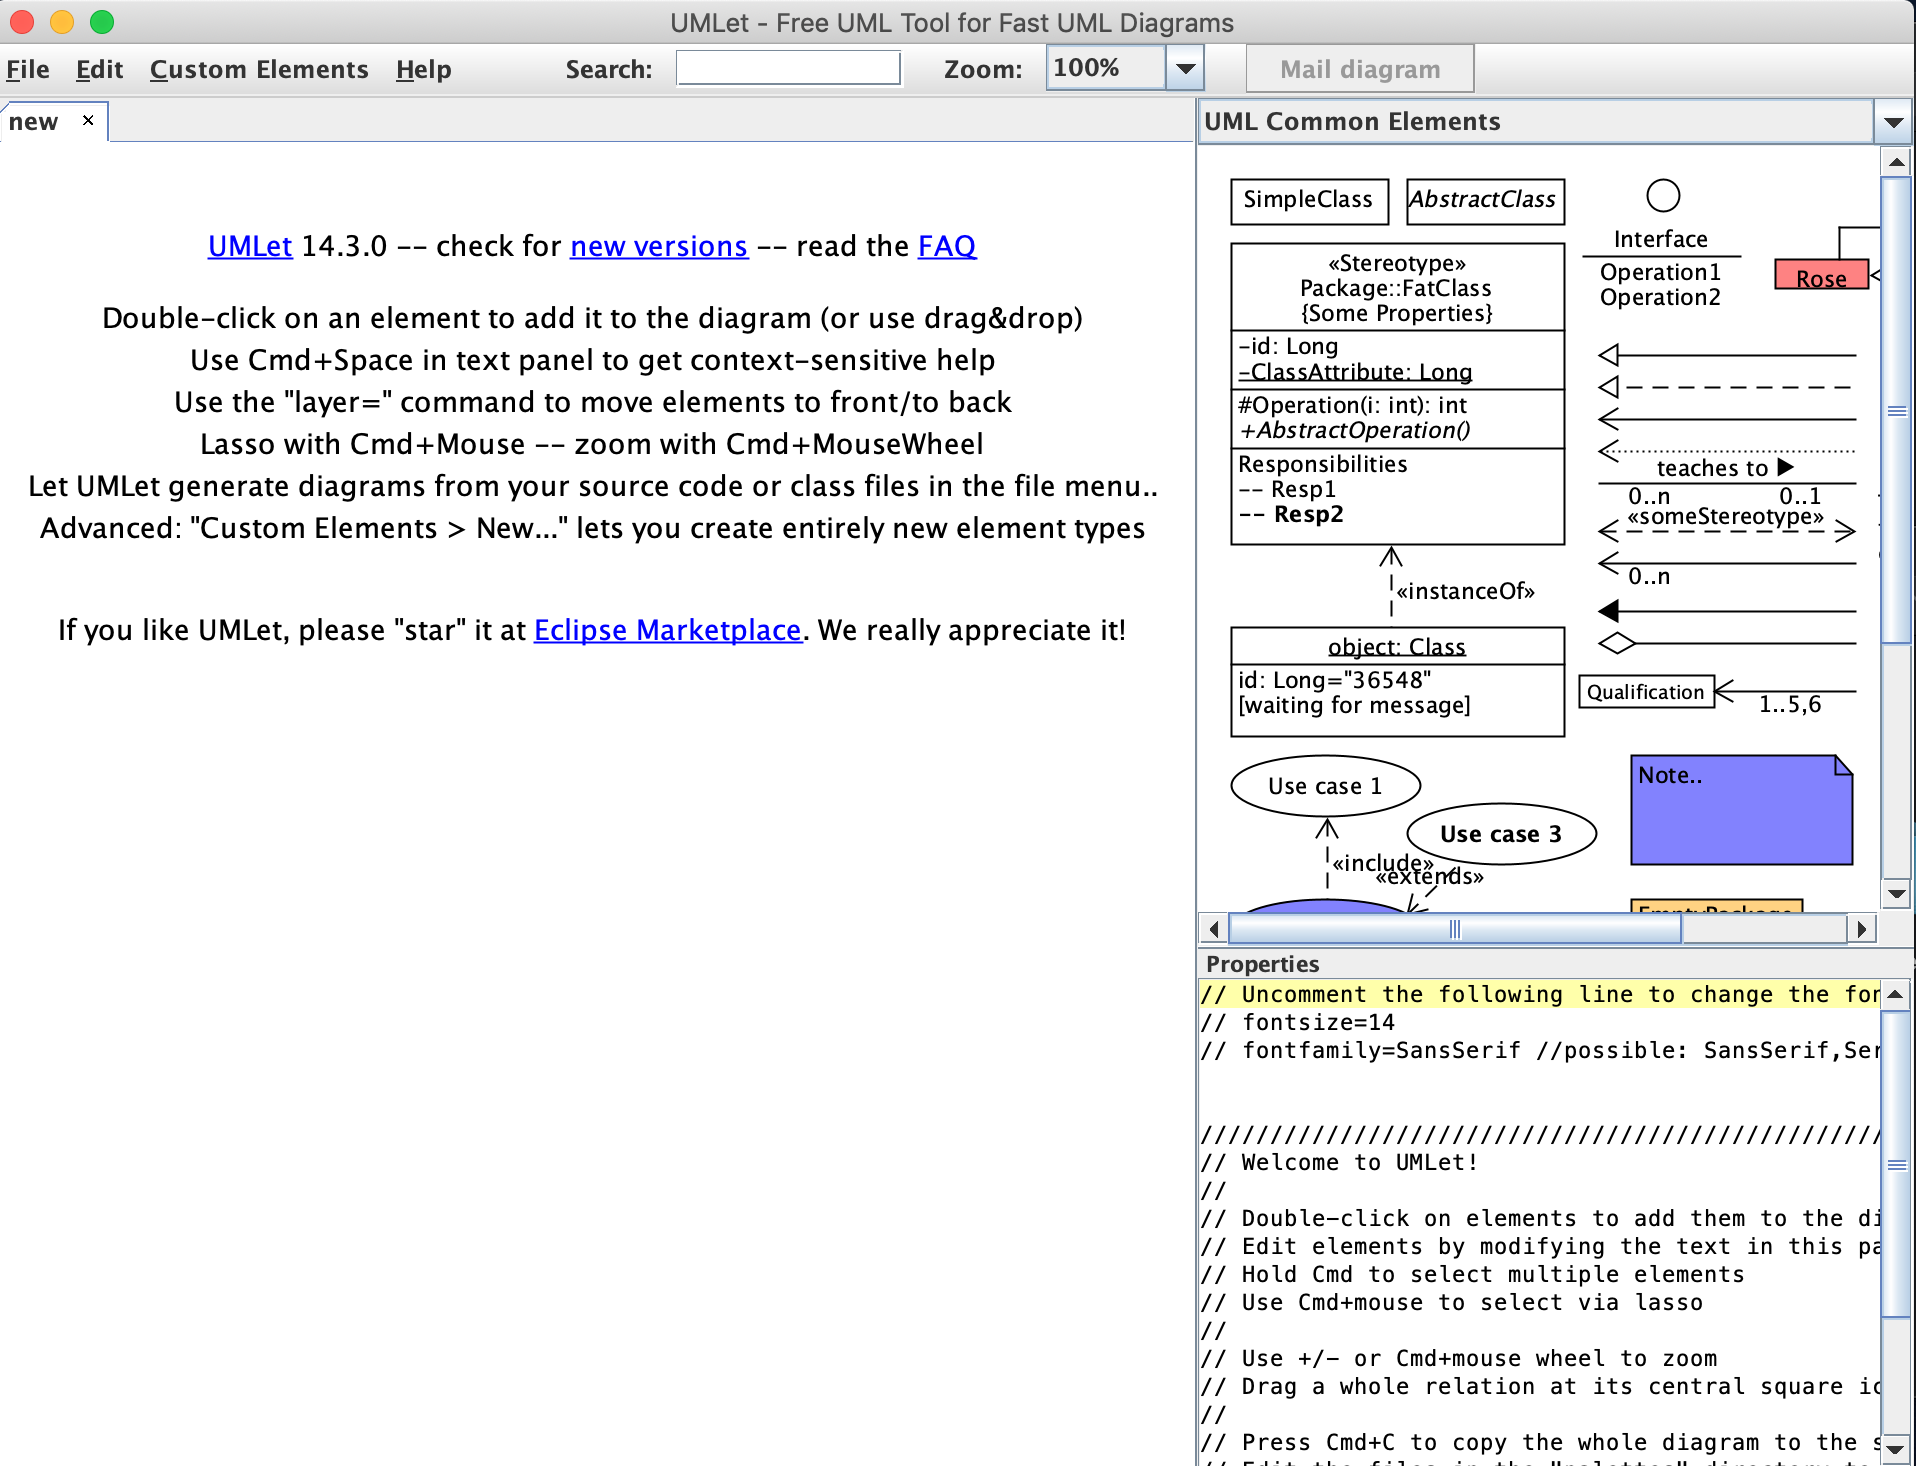 UMLet - Free UML Tool for Fast UML Diagrams
File Edit Custom Elements Help Search: Zoom: 100% Mail diagram
new ×
UMLet 14.3.0 -- check for new versions -- read the FAQ
Double-click on an element to add it to the diagram (or use drag&drop)
Use Cmd+Space in text panel to get context-sensitive help
Use the "layer=" command to move elements to front/to back
Lasso with Cmd+Mouse -- zoom with Cmd+MouseWheel
Let UMLet generate diagrams from your source code or class files in the file menu..
Advanced: "Custom Elements > New..." lets you create entirely new element types
If you like UMLet, please "star" it at Eclipse Marketplace. We really appreciate it!
UML Common Elements
SimpleClass
AbstractClass
«Stereotype»
Package::FatClass
{Some Properties}
-id: Long
-ClassAttribute: Long
#Operation(i: int): int
+AbstractOperation()
Responsibilities
-- Resp1
-- Resp2
«instanceOf»
object: Class
id: Long="36548"
[waiting for message]
Interface
Operation1
Operation2
Rose
teaches to ▶
0..n 0..1
«someStereotype»
0..n
Qualification
1..5,6
Use case 1
Use case 3
«include»
«extends»
Note..
EmptyPackage
Properties
// Uncomment the following line to change the
// fontsize=14
// fontfamily=SansSerif //possible: SansSerif,
////////////////////////////////////////////////
// Welcome to UMLet!
//
// Double-click on elements to add them to the
// Edit elements by modifying the text in this
// Hold Cmd to select multiple elements
// Use Cmd+mouse to select via lasso
//
// Use +/- or Cmd+mouse wheel to zoom
// Drag a whole relation at its central square
//
// Press Cmd+C to copy the whole diagram to the
// Edit the files in the "palettes" directory to